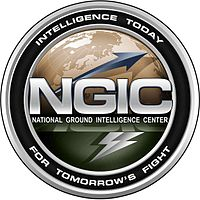 INTELLIGENCE TODAY
NGIC
NATIONAL GROUND INTELLIGENCE CENTER
FOR TOMORROW'S FIGHT